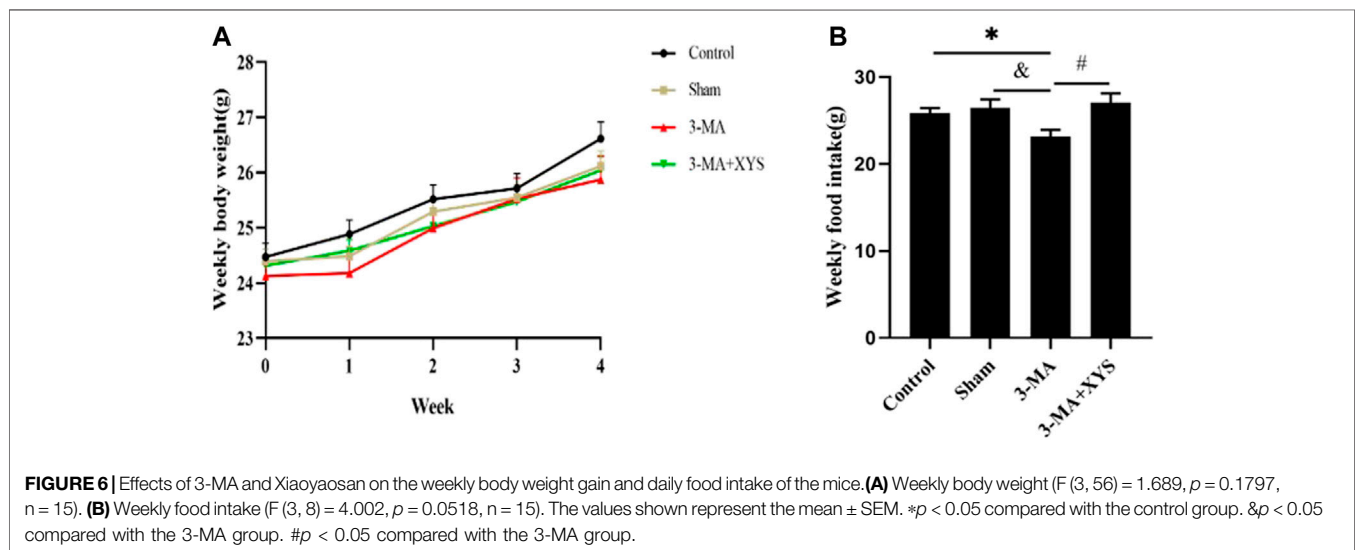 A
Weekly body weight(g)
28
27
26
25
24
23
0 1 2 3 4
Week
Control
Sham
3-MA
3-MA+XYS
B
Weekly food intake(g)
30
20
10
0
*
&
#
Control
Sham
3-MA
3-MA+XYS
FIGURE 6 | Effects of 3-MA and Xiaoyaosan on the weekly body weight gain and daily food intake of the mice. (A) Weekly body weight (F (3, 56) = 1.689, p = 0.1797,
n = 15). (B) Weekly food intake (F (3, 8) = 4.002, p = 0.0518, n = 15). The values shown represent the mean ± SEM. *p < 0.05 compared with the control group. &p < 0.05
compared with the 3-MA group. #p < 0.05 compared with the 3-MA group.